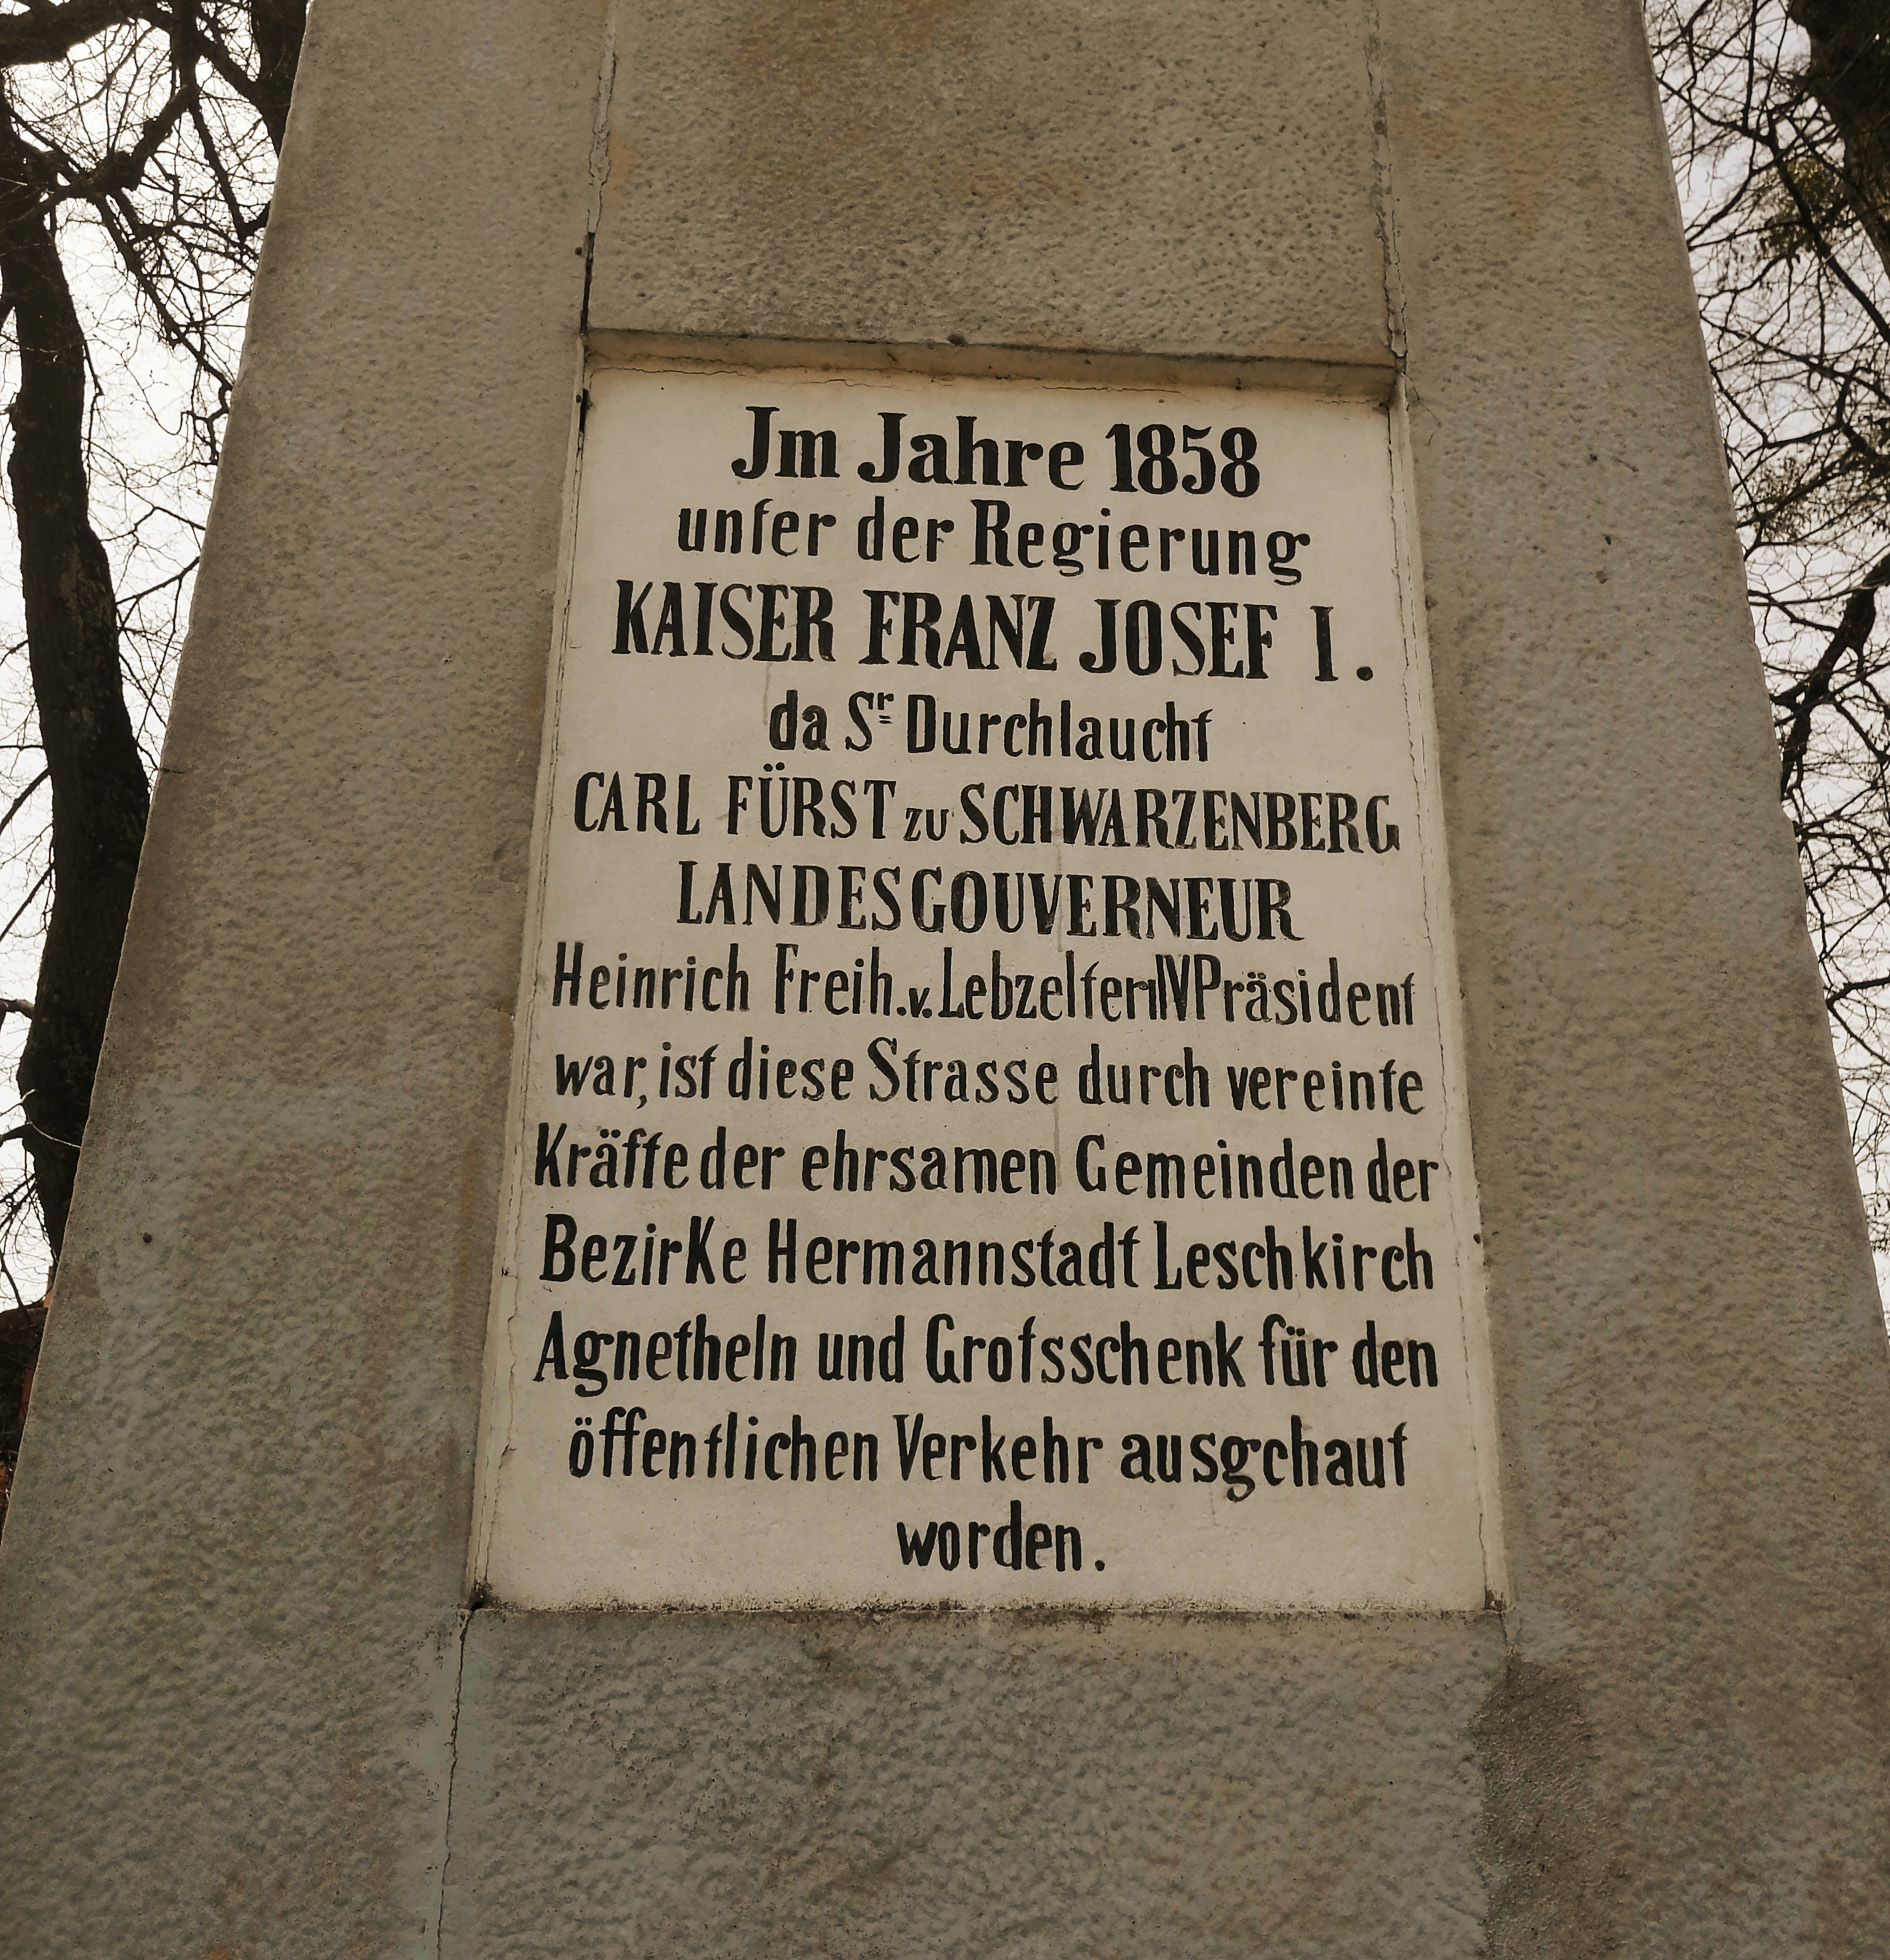 Jm Jahre 1858
unter der Regierung
KAISER FRANZ JOSEF I.
da Sr Durchlaucht
CARL FÜRST zu SCHWARZENBERG
LANDESGOUVERNEUR
Heinrich Freih.v.Lebzeltern IVPräsident
war, ist diese Strasse durch vereinte
Kräfte der ehrsamen Gemeinden der
BezirKe Hermannstadt Leschkirch
Agnetheln und Grofsschenk für den
öffentlichen Verkehr ausgchaut
worden.